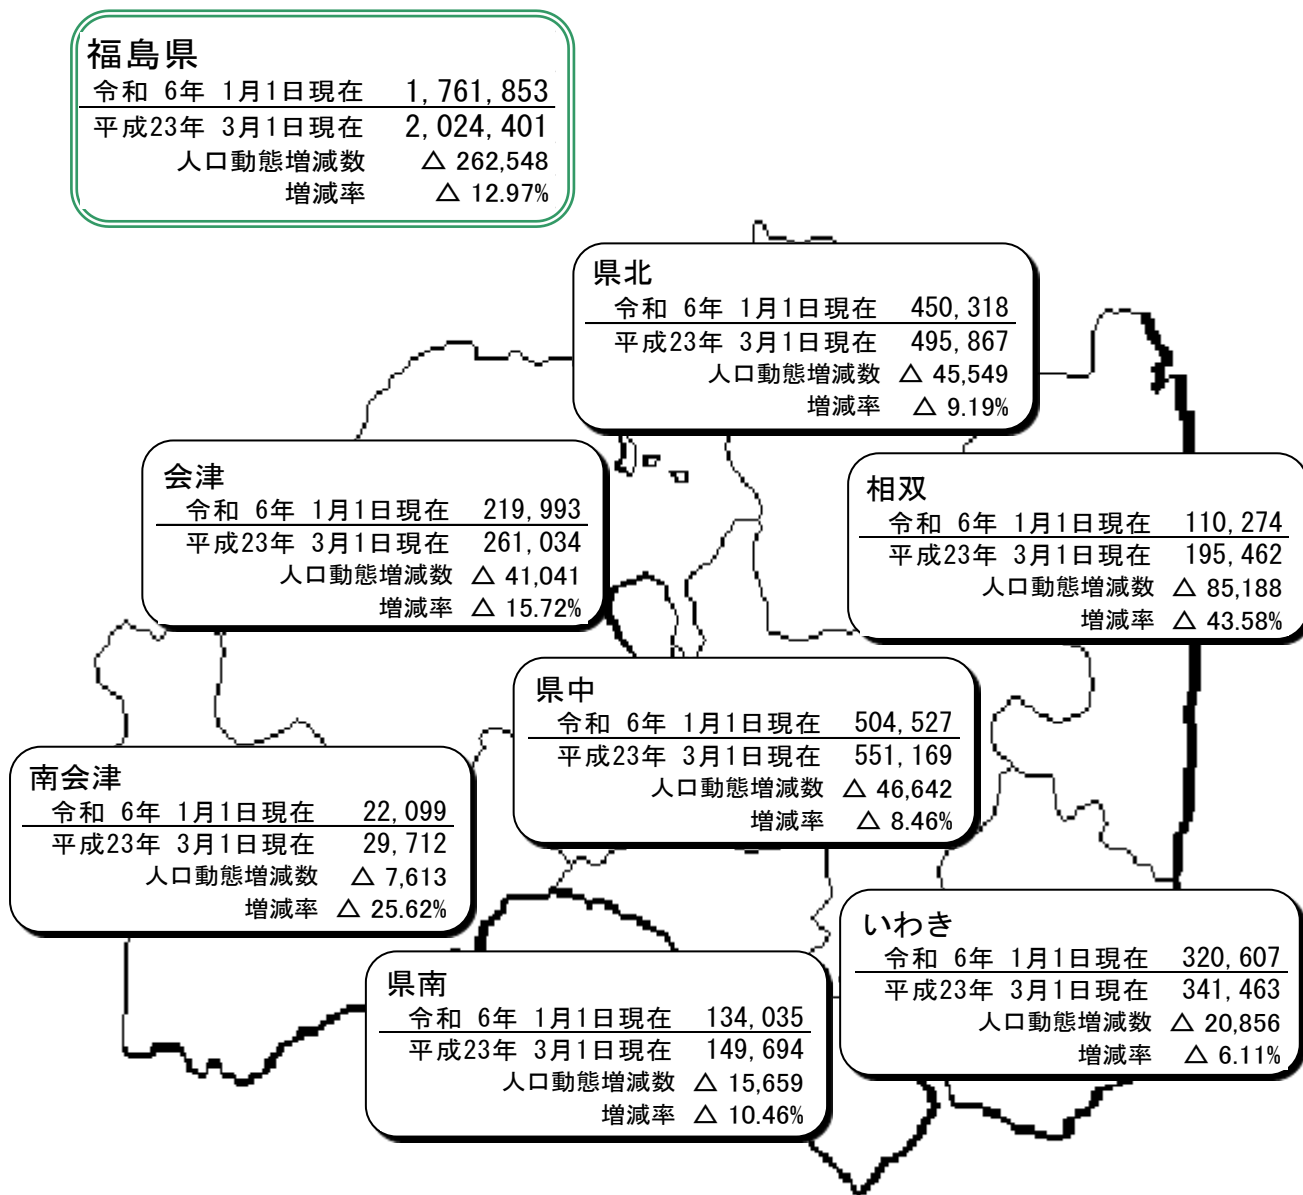 福島県
令和 6年 1月1日現在 1,761,853
平成23年 3月1日現在 2,024,401
人口動態増減数 △ 262,548
増減率 △ 12.97%
県北
令和 6年 1月1日現在 450,318
平成23年 3月1日現在 495,867
人口動態増減数 △ 45,549
増減率 △ 9.19%
会津
令和 6年 1月1日現在 219,993
平成23年 3月1日現在 261,034
人口動態増減数 △ 41,041
増減率 △ 15.72%
相双
令和 6年 1月1日現在 110,274
平成23年 3月1日現在 195,462
人口動態増減数 △ 85,188
増減率 △ 43.58%
県中
令和 6年 1月1日現在 504,527
平成23年 3月1日現在 551,169
人口動態増減数 △ 46,642
増減率 △ 8.46%
南会津
令和 6年 1月1日現在 22,099
平成23年 3月1日現在 29,712
人口動態増減数 △ 7,613
増減率 △ 25.62%
いわき
令和 6年 1月1日現在 320,607
平成23年 3月1日現在 341,463
人口動態増減数 △ 20,856
増減率 △ 6.11%
県南
令和 6年 1月1日現在 134,035
平成23年 3月1日現在 149,694
人口動態増減数 △ 15,659
増減率 △ 10.46%